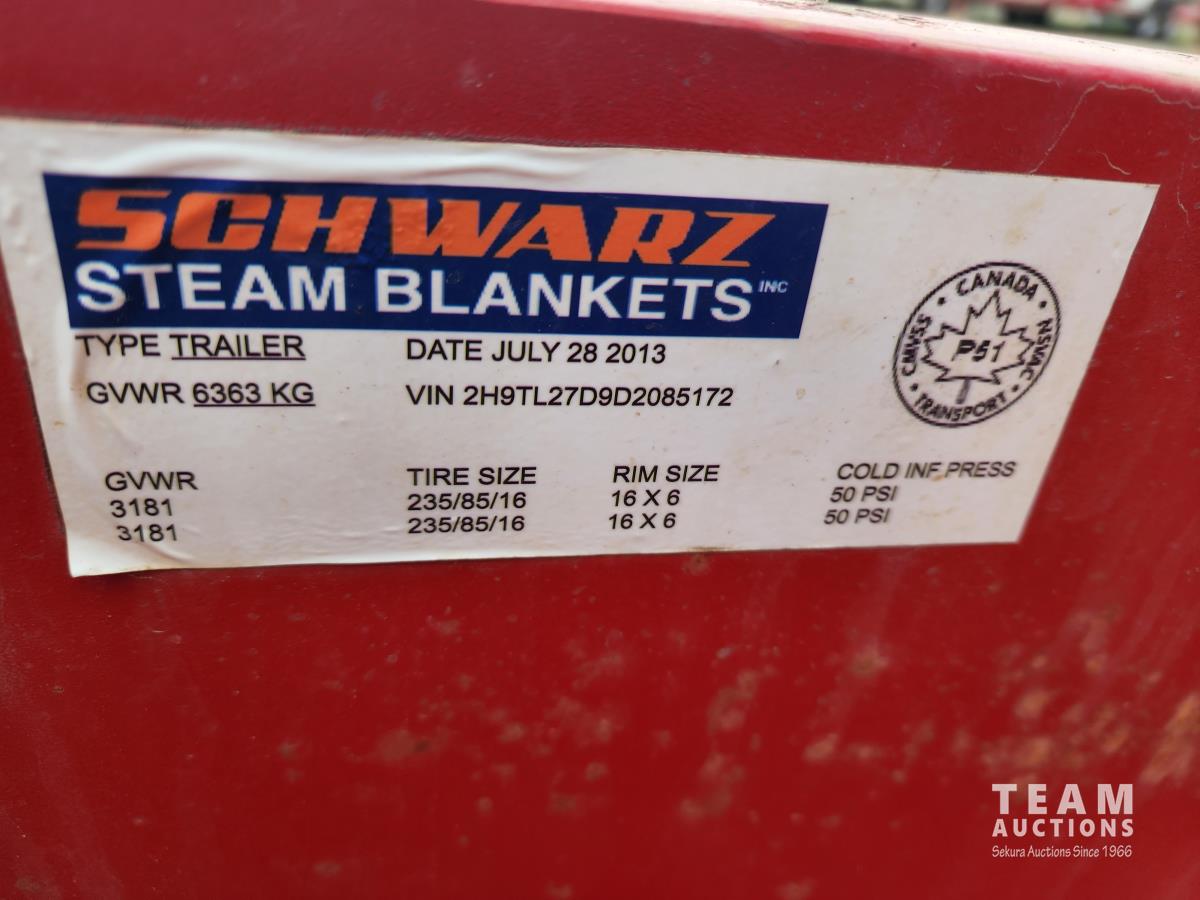 SCHWARZ
STEAM BLANKETS INC
TYPE TRAILER DATE JULY 28 2013
GVWR 6363 KG VIN 2H9TL27D9D2085172
CANADA
CMVSS P51 NSVAC
TRANSPORT
GVWR TIRE SIZE RIM SIZE COLD INF PRESS
3181 235/85/16 16 X 6 50 PSI
3181 235/85/16 16 X 6 50 PSI
TEAM
AUCTIONS
Sekura Auctions Since 1966